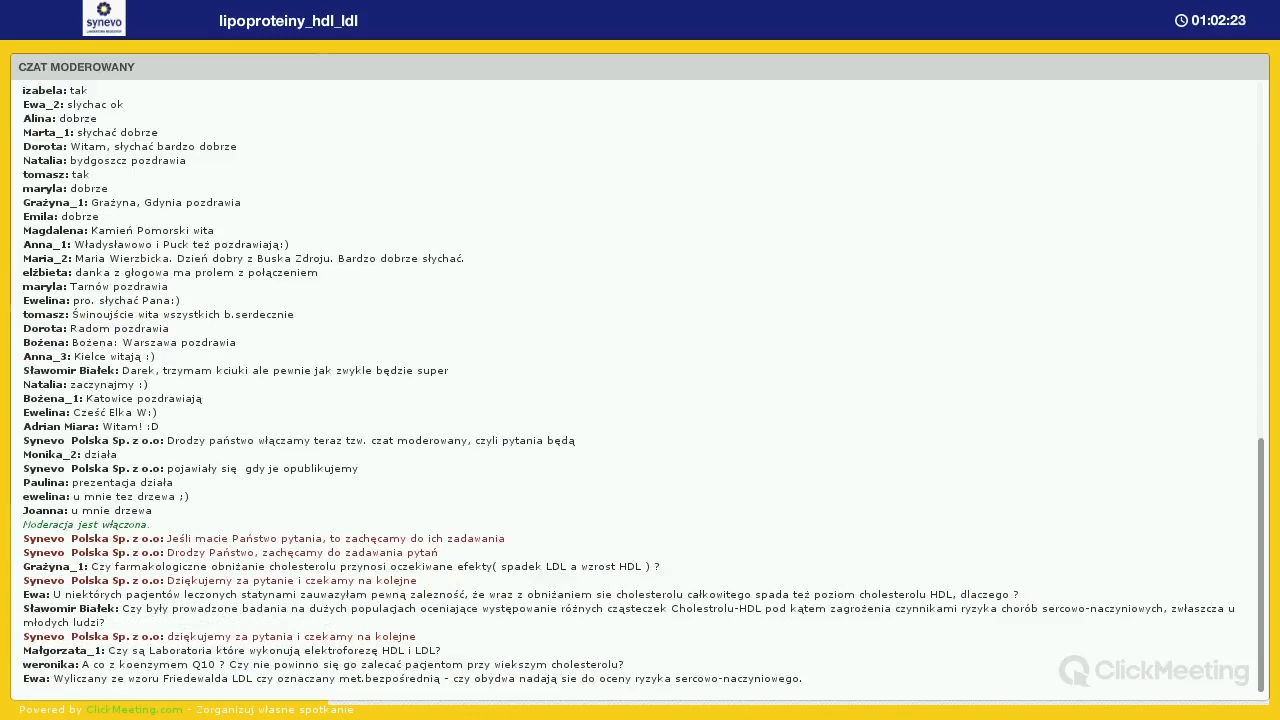 synevo
lipoproteiny_hdl_ldl
01:02:23
CZAT MODEROWANY
izabela: tak
Ewa_2: slychac ok
Alina: dobrze
Marta_1: słychać dobrze
Dorota: Witam, słychać bardzo dobrze
Natalia: bydgoszcz pozdrawia
tomasz: tak
maryla: dobrze
Grażyna_1: Grażyna, Gdynia pozdrawia
Emila: dobrze
Magdalena: Kamień Pomorski wita
Anna_1: Władysławowo i Puck też pozdrawiają:)
Maria_2: Maria Wierzbicka. Dzień dobry z Buska Zdroju. Bardzo dobrze słychać.
elźbieta: danka z głogowa ma prolem z połączeniem
maryla: Tarnów pozdrawia
Ewelina: pro. słychać Pana:)
tomasz: Świnoujście wita wszystkich b.serdecznie
Dorota: Radom pozdrawia
Bożena: Bożena: Warszawa pozdrawia
Anna_3: Kielce witają :)
Sławomir Białek: Darek, trzymam kciuki ale pewnie jak zwykle będzie super
Natalia: zaczynajmy :)
Bożena_1: Katowice pozdrawiają
Ewelina: Cześć Elka W:)
Adrian Miara: Witam! :D
Synevo Polska Sp. z o.o: Drodzy państwo włączamy teraz tzw. czat moderowany, czyli pytania będą
Monika_2: działa
Synevo Polska Sp. z o.o: pojawiały się gdy je opublikujemy
Paulina: prezentacja działa
ewelina: u mnie tez drzewa ;)
Joanna: u mnie drzewa
Moderacja jest włączona.
Synevo Polska Sp. z o.o: Jeśli macie Państwo pytania, to zachęcamy do ich zadawania
Synevo Polska Sp. z o.o: Drodzy Państwo, zachęcamy do zadawania pytań
Grażyna_1: Czy farmakologiczne obniżanie cholesterolu przynosi oczekiwane efekty( spadek LDL a wzrost HDL ) ?
Synevo Polska Sp. z o.o: Dziękujemy za pytanie i czekamy na kolejne
Ewa: U niektórych pacjentów leczonych statynami zauważyłam pewną zalezność, że wraz z obniżaniem sie cholesterolu całkowitego spada też poziom cholesterolu HDL, dlaczego ?
Sławomir Białek: Czy były prowadzone badania na dużych populacjach oceniające występowanie różnych cząsteczek Cholestrolu-HDL pod kątem zagrożenia czynnikami ryzyka chorób sercowo-naczyniowych, zwłaszcza u
młodych ludzi?
Synevo Polska Sp. z o.o: dziękujemy za pytania i czekamy na kolejne
Małgorzata_1: Czy są Laboratoria które wykonują elektroforezę HDL i LDL?
weronika: A co z koenzymem Q10 ? Czy nie powinno się go zalecać pacjentom przy wiekszym cholesterolu?
Ewa: Wyliczany ze wzoru Friedewalda LDL czy oznaczany met.bezpośrednią - czy obydwa nadają sie do oceny ryzyka sercowo-naczyniowego.
ClickMeeting
Powered by ClickMeeting.com - Zorganizuj własne spotkanie